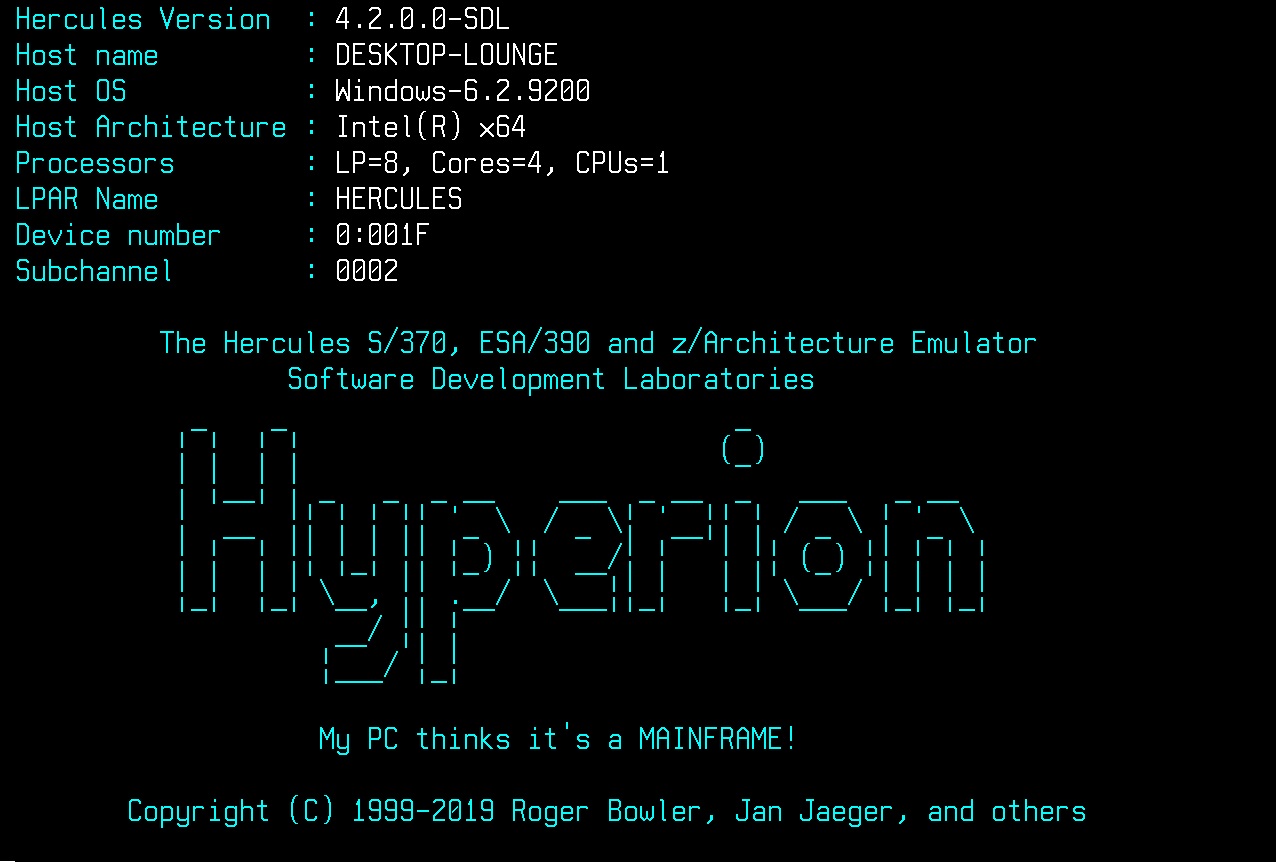 Hercules Version  : 4.2.0.0-SDL
Host name         : DESKTOP-LOUNGE
Host OS           : Windows-6.2.9200
Host Architecture : Intel(R) x64
Processors        : LP=8, Cores=4, CPUs=1
LPAR Name         : HERCULES
Device number     : 0:001F
Subchannel        : 0002
The Hercules S/370, ESA/390 and z/Architecture Emulator
Software Development Laboratories
Hyperion
My PC thinks it's a MAINFRAME!
Copyright (C) 1999-2019 Roger Bowler, Jan Jaeger, and others